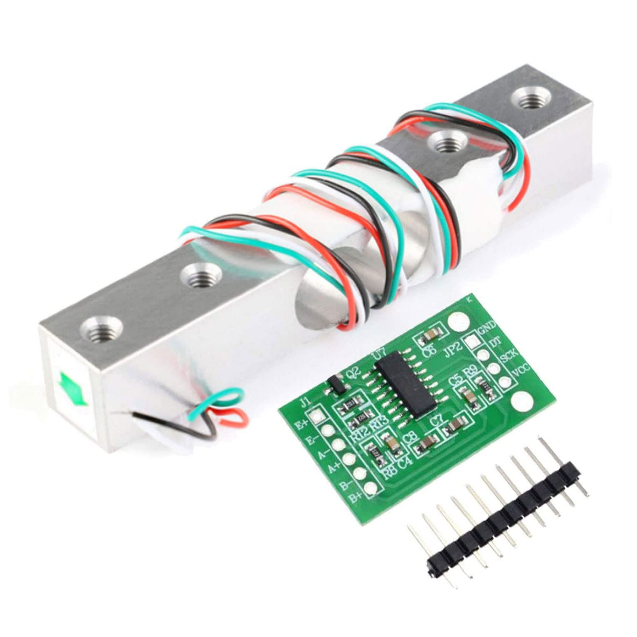 K
GND
DT
SCK
VCC
JP2
C6
U7
Q2
J1
E+
E-
A-
A+
B-
B+
R12
R13
R8
C4
C8
C7
C5
R9